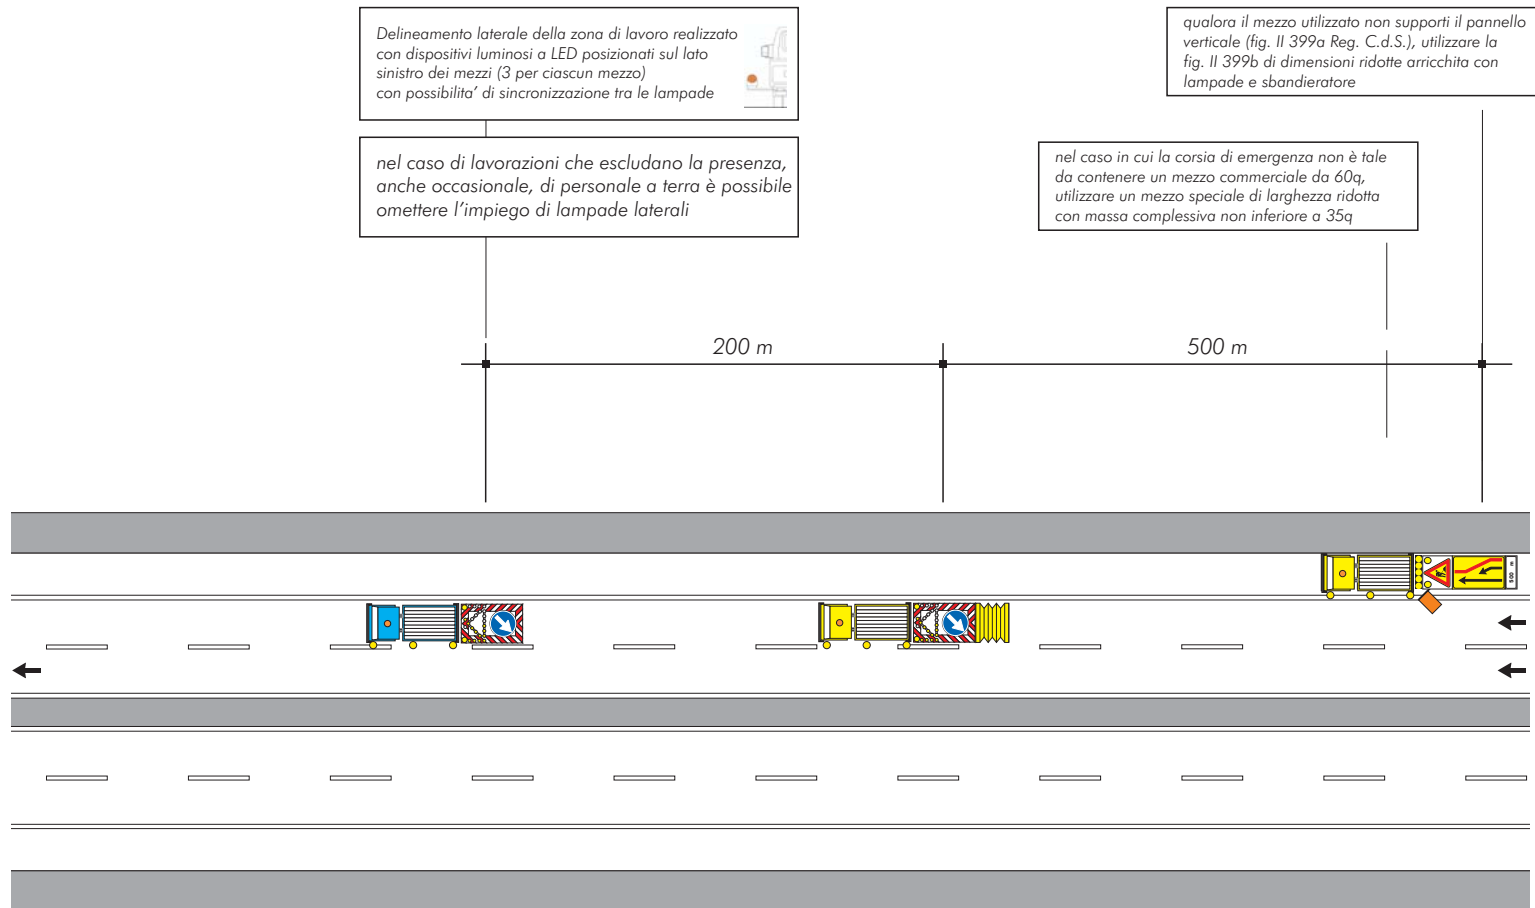 Delineamento laterale della zona di lavoro realizzato
con dispositivi luminosi a LED posizionati sul lato
sinistro dei mezzi (3 per ciascun mezzo)
con possibilita' di sincronizzazione tra le lampade
nel caso di lavorazioni che escludano la presenza,
anche occasionale, di personale a terra è possibile
omettere l'impiego di lampade laterali
qualora il mezzo utilizzato non supporti il pannello
verticale (fig. II 399a Reg. C.d.S.), utilizzare la
fig. II 399b di dimensioni ridotte arricchita con
lampade e sbandieratore
nel caso in cui la corsia di emergenza non è tale
da contenere un mezzo commerciale da 60q,
utilizzare un mezzo speciale di larghezza ridotta
con massa complessiva non inferiore a 35q
200 m
500 m
500 m